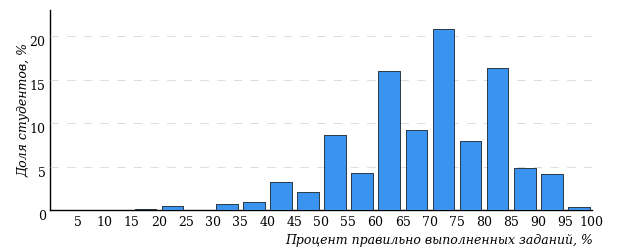 Доля студентов, %
20
15
10
5
0
5 10 15 20 25 30 35 40 45 50 55 60 65 70 75 80 85 90 95 100
Процент правильно выполненных заданий, %